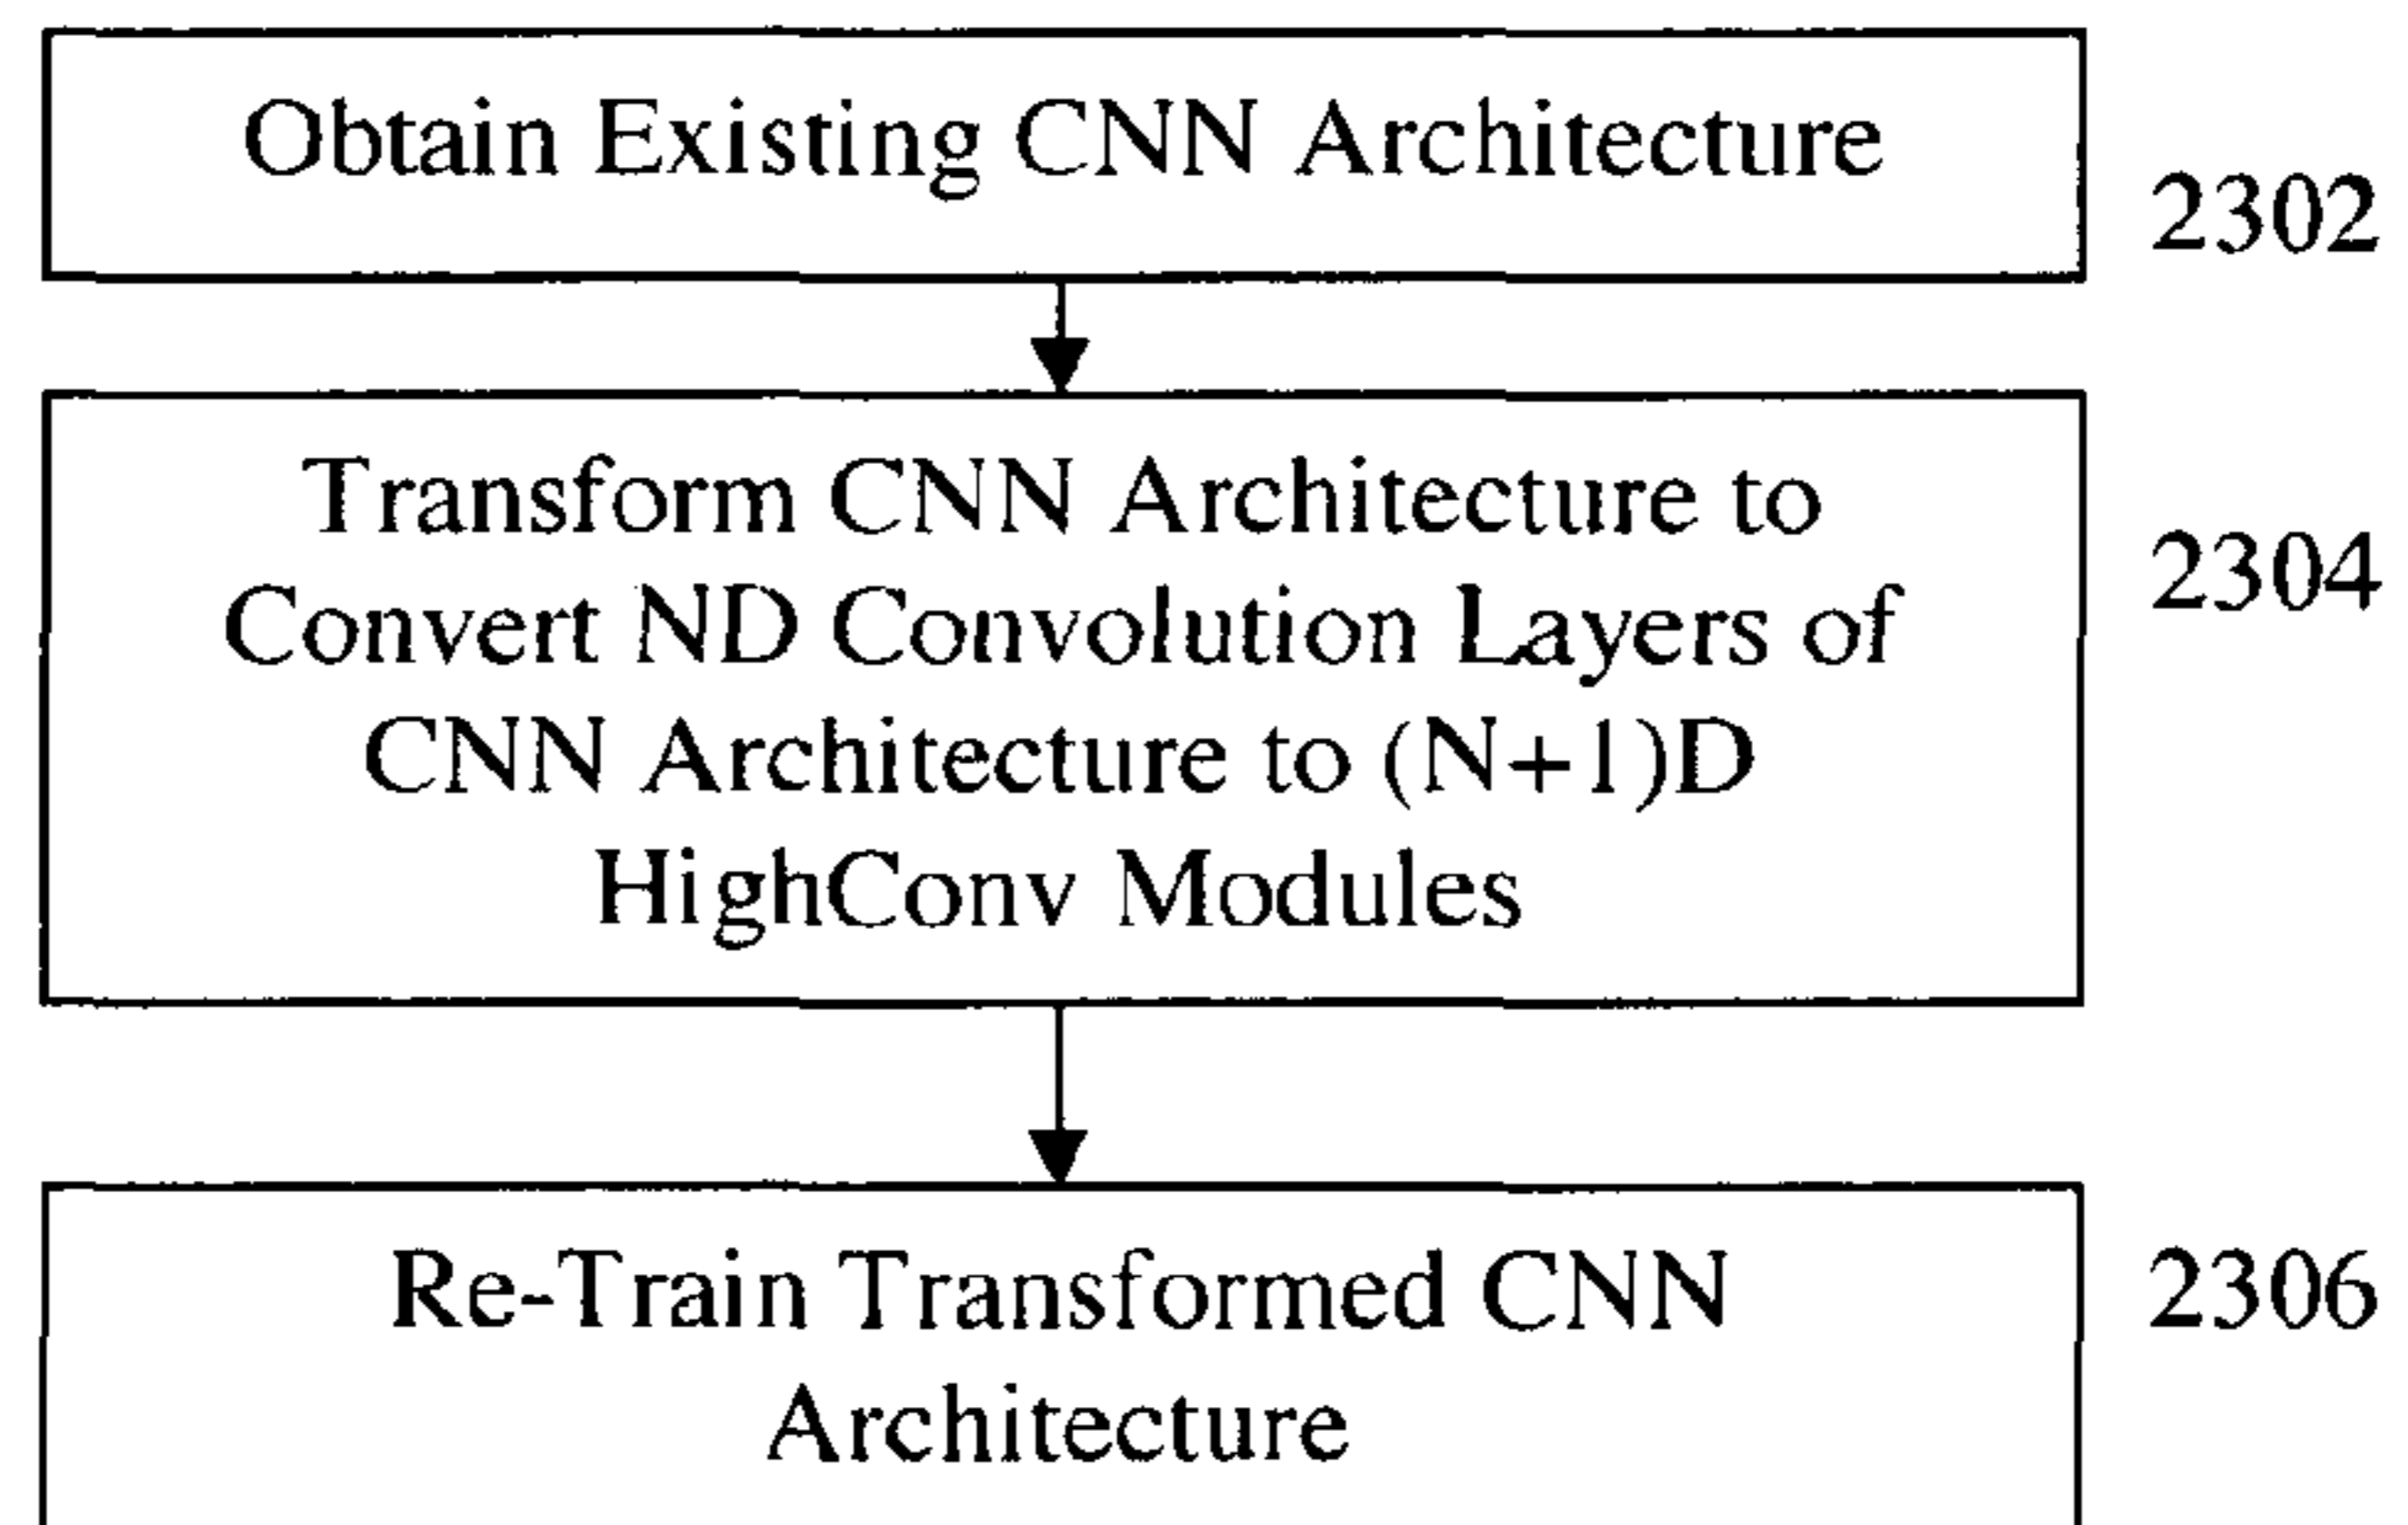 Obtain Existing CNN Architecture
2302
Transform CNN Architecture to
2304
Convert ND Convolution Layers of
CNN Architecture to (N+1)D
HighConv Modules
Re-Train Transformed CNN
2306
Architecture